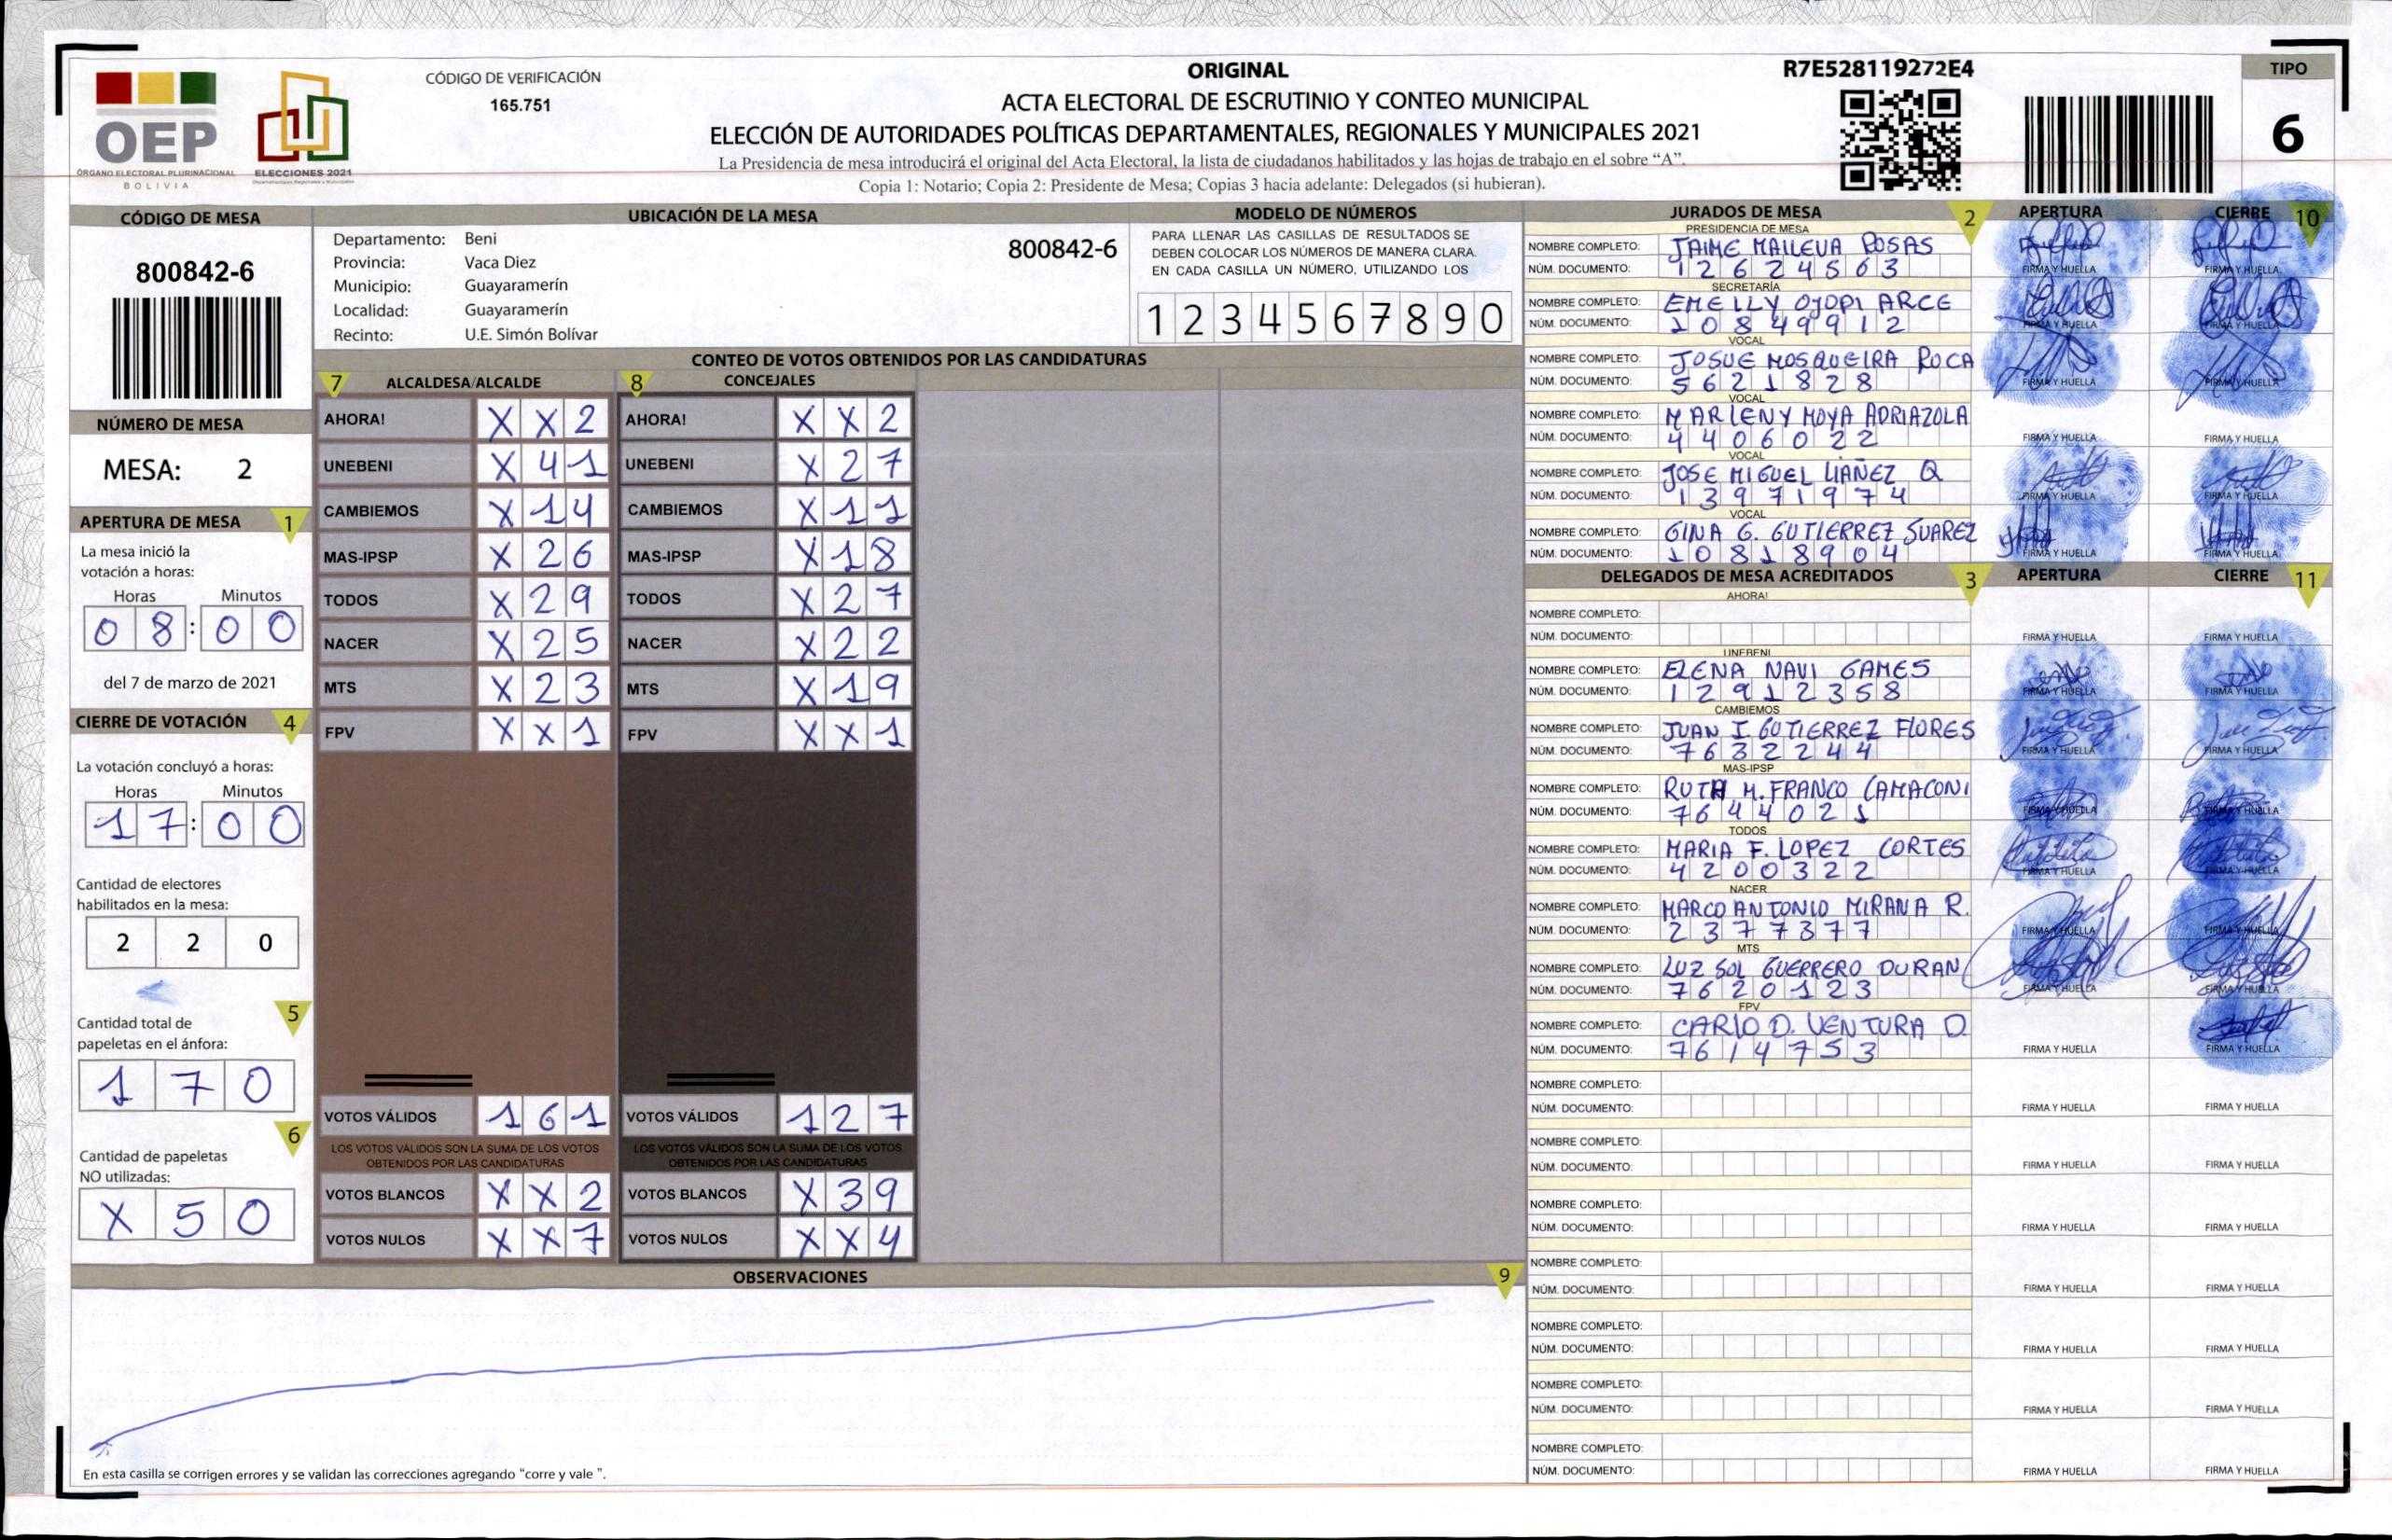 OEP
ÓRGANO ELECTORAL PLURINACIONAL
BOLIVIA
ELECCIONES 2021
CÓDIGO DE VERIFICACIÓN
165.751
ORIGINAL
ACTA ELECTORAL DE ESCRUTINIO Y CONTEO MUNICIPAL
ELECCIÓN DE AUTORIDADES POLÍTICAS DEPARTAMENTALES, REGIONALES Y MUNICIPALES 2021
La Presidencia de mesa introducirá el original del Acta Electoral, la lista de ciudadanos habilitados y las hojas de trabajo en el sobre “A”.
Copia 1: Notario; Copia 2: Presidente de Mesa; Copias 3 hacia adelante: Delegados (si hubieran).
R7E528119272E4
TIPO
6
CÓDIGO DE MESA
800842-6
NÚMERO DE MESA
MESA: 2
APERTURA DE MESA 1
La mesa inició la
votación a horas:
Horas Minutos
0 8 : 0 0
del 7 de marzo de 2021
CIERRE DE VOTACIÓN 4
La votación concluyó a horas:
Horas Minutos
1 7 : 0 0
Cantidad de electores
habilitados en la mesa:
2 2 0
5
Cantidad total de
papeletas en el ánfora:
1 7 0
6
Cantidad de papeletas
NO utilizadas:
X 5 0
UBICACIÓN DE LA MESA
Departamento: Beni
800842-6
Provincia: Vaca Diez
Municipio: Guayaramerín
Localidad: Guayaramerín
Recinto: U.E. Simón Bolívar
MODELO DE NÚMEROS
PARA LLENAR LAS CASILLAS DE RESULTADOS SE
DEBEN COLOCAR LOS NÚMEROS DE MANERA CLARA.
EN CADA CASILLA UN NÚMERO, UTILIZANDO LOS
1 2 3 4 5 6 7 8 9 0
CONTEO DE VOTOS OBTENIDOS POR LAS CANDIDATURAS
7 ALCALDESA/ALCALDE 8 CONCEJALES
AHORA! X X 2 AHORA! X X 2
UNEBENI X 4 1 UNEBENI X 2 7
CAMBIEMOS X 1 4 CAMBIEMOS X 1 1
MAS-IPSP X 2 6 MAS-IPSP X 1 8
TODOS X 2 9 TODOS X 2 7
NACER X 2 5 NACER X 2 2
MTS X 2 3 MTS X 1 9
FPV X X 1 FPV X X 1
VOTOS VÁLIDOS 1 6 1 VOTOS VÁLIDOS 1 2 7
LOS VOTOS VÁLIDOS SON LA SUMA DE LOS VOTOS LOS VOTOS VÁLIDOS SON LA SUMA DE LOS VOTOS
OBTENIDOS POR LAS CANDIDATURAS OBTENIDOS POR LAS CANDIDATURAS
VOTOS BLANCOS X X 2 VOTOS BLANCOS X 3 9
VOTOS NULOS X X 7 VOTOS NULOS X X 4
OBSERVACIONES 9
En esta casilla se corrigen errores y se validan las correcciones agregando “corre y vale ”.
JURADOS DE MESA 2 APERTURA CIERRE 10
PRESIDENCIA DE MESA
NOMBRE COMPLETO: JAIME MALLEUA ROSAS
NÚM. DOCUMENTO: 1 2 6 2 4 5 6 3 FIRMA Y HUELLA FIRMA Y HUELLA
SECRETARÍA
NOMBRE COMPLETO: EMELLY OJOPI ARCE
NÚM. DOCUMENTO: 1 0 8 4 9 9 1 2 FIRMA Y HUELLA FIRMA Y HUELLA
VOCAL
NOMBRE COMPLETO: JOSUE MOSQUEIRA ROCA
NÚM. DOCUMENTO: 5 6 2 1 8 2 8 FIRMA Y HUELLA FIRMA Y HUELLA
VOCAL
NOMBRE COMPLETO: MARLENY MOYA ADRIAZOLA
NÚM. DOCUMENTO: 4 4 0 6 0 2 2 FIRMA Y HUELLA FIRMA Y HUELLA
VOCAL
NOMBRE COMPLETO: JOSE MIGUEL LIAÑEZ Q
NÚM. DOCUMENTO: 1 3 9 7 1 9 7 4 FIRMA Y HUELLA FIRMA Y HUELLA
VOCAL
NOMBRE COMPLETO: GINA G. GUTIERREZ SUAREZ
NÚM. DOCUMENTO: 1 0 8 1 8 9 0 4 FIRMA Y HUELLA FIRMA Y HUELLA
DELEGADOS DE MESA ACREDITADOS 3 APERTURA CIERRE 11
AHORA!
NOMBRE COMPLETO:
NÚM. DOCUMENTO: FIRMA Y HUELLA FIRMA Y HUELLA
UNEBENI
NOMBRE COMPLETO: ELENA NAVI GAMES
NÚM. DOCUMENTO: 1 2 9 1 2 3 5 8 FIRMA Y HUELLA FIRMA Y HUELLA
CAMBIEMOS
NOMBRE COMPLETO: JUAN I GUTIERREZ FLORES
NÚM. DOCUMENTO: 7 6 3 2 2 4 4 FIRMA Y HUELLA FIRMA Y HUELLA
MAS-IPSP
NOMBRE COMPLETO: RUTH M. FRANCO CAMACONI
NÚM. DOCUMENTO: 7 6 4 4 0 2 1 FIRMA Y HUELLA FIRMA Y HUELLA
TODOS
NOMBRE COMPLETO: MARIA F. LOPEZ CORTES
NÚM. DOCUMENTO: 4 2 0 0 3 2 2 FIRMA Y HUELLA FIRMA Y HUELLA
NACER
NOMBRE COMPLETO: MARCO ANTONIO MIRANA R.
NÚM. DOCUMENTO: 2 3 7 7 3 7 7 FIRMA Y HUELLA FIRMA Y HUELLA
MTS
NOMBRE COMPLETO: LUZ SOL GUERRERO DURAN
NÚM. DOCUMENTO: 7 6 2 0 1 2 3 FIRMA Y HUELLA FIRMA Y HUELLA
FPV
NOMBRE COMPLETO: CARLO D. VENTURA D.
NÚM. DOCUMENTO: 7 6 1 4 7 5 3 FIRMA Y HUELLA FIRMA Y HUELLA
NOMBRE COMPLETO:
NÚM. DOCUMENTO: FIRMA Y HUELLA FIRMA Y HUELLA
NOMBRE COMPLETO:
NÚM. DOCUMENTO: FIRMA Y HUELLA FIRMA Y HUELLA
NOMBRE COMPLETO:
NÚM. DOCUMENTO: FIRMA Y HUELLA FIRMA Y HUELLA
NOMBRE COMPLETO:
NÚM. DOCUMENTO: FIRMA Y HUELLA FIRMA Y HUELLA
NOMBRE COMPLETO:
NÚM. DOCUMENTO: FIRMA Y HUELLA FIRMA Y HUELLA
NOMBRE COMPLETO:
NÚM. DOCUMENTO: FIRMA Y HUELLA FIRMA Y HUELLA
NOMBRE COMPLETO:
NÚM. DOCUMENTO: FIRMA Y HUELLA FIRMA Y HUELLA